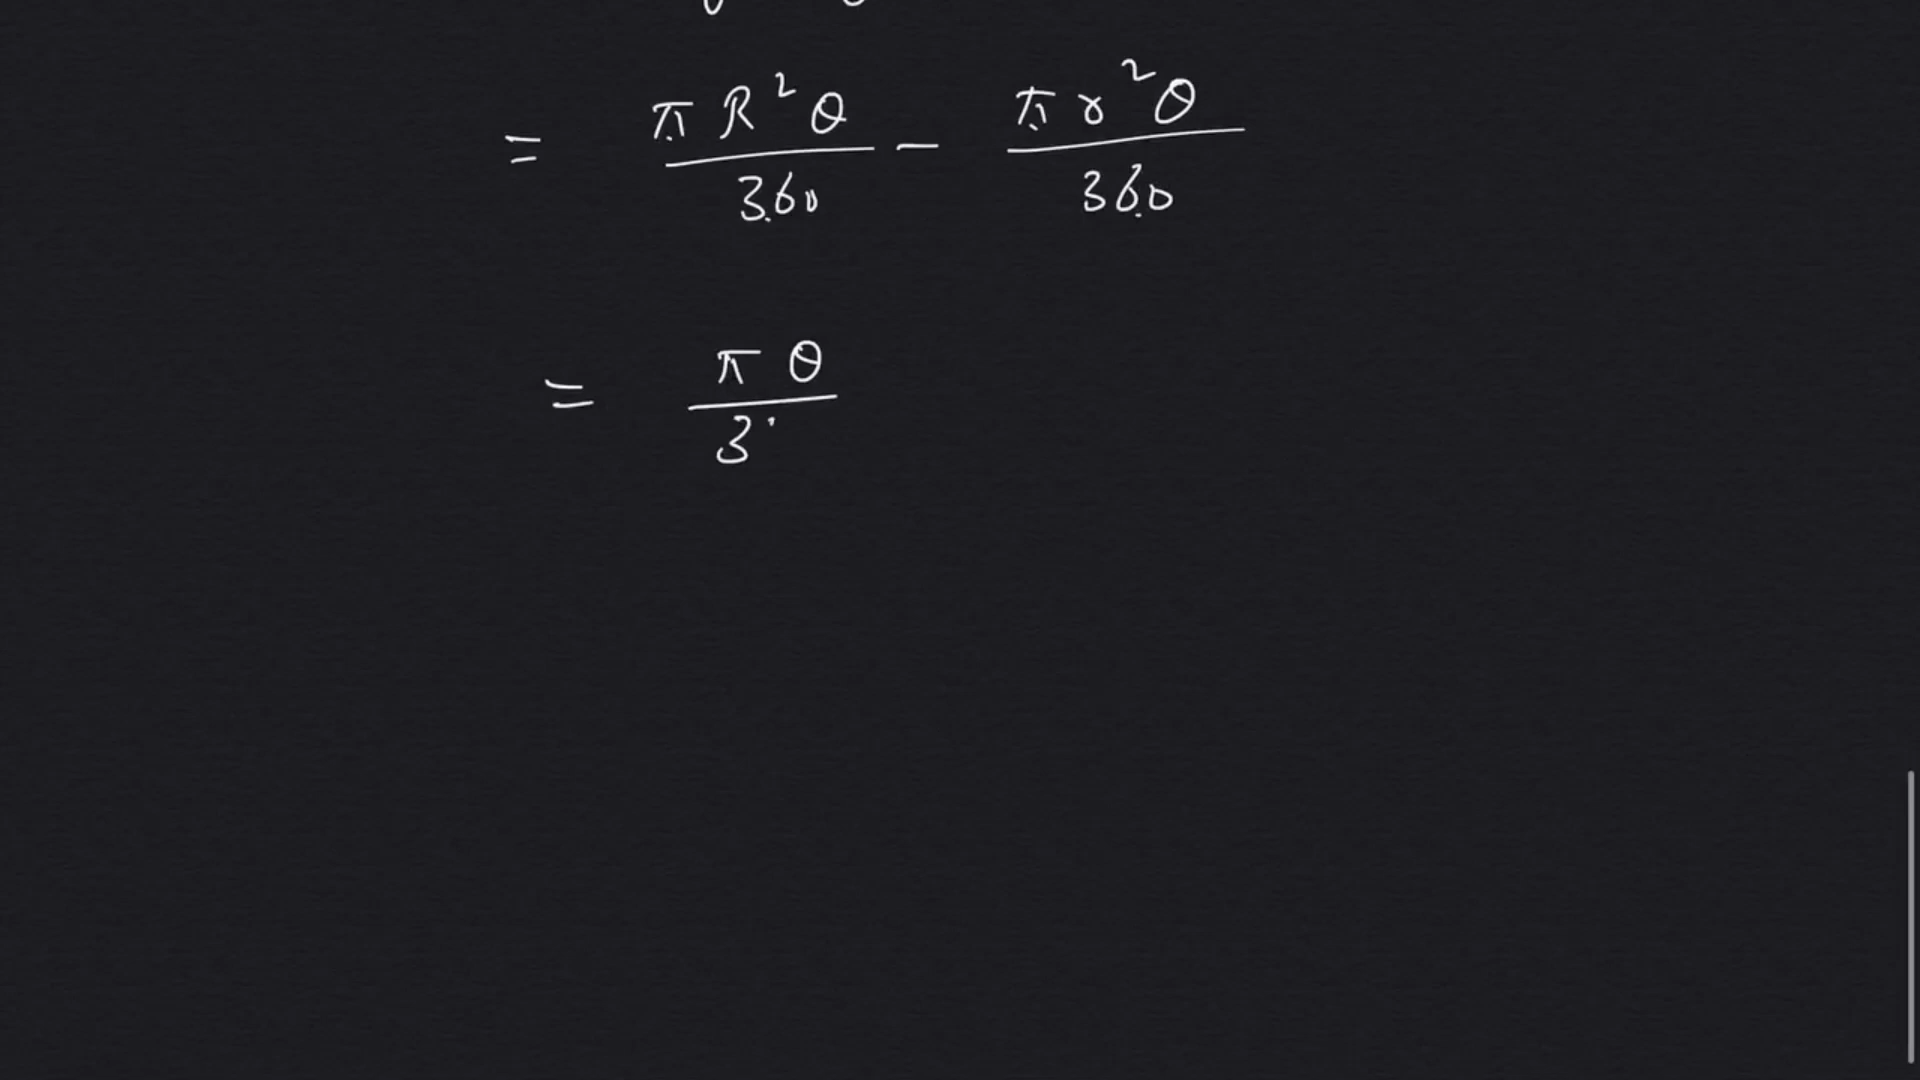 = πR²θ/360 - πr²θ/360
= πθ/3